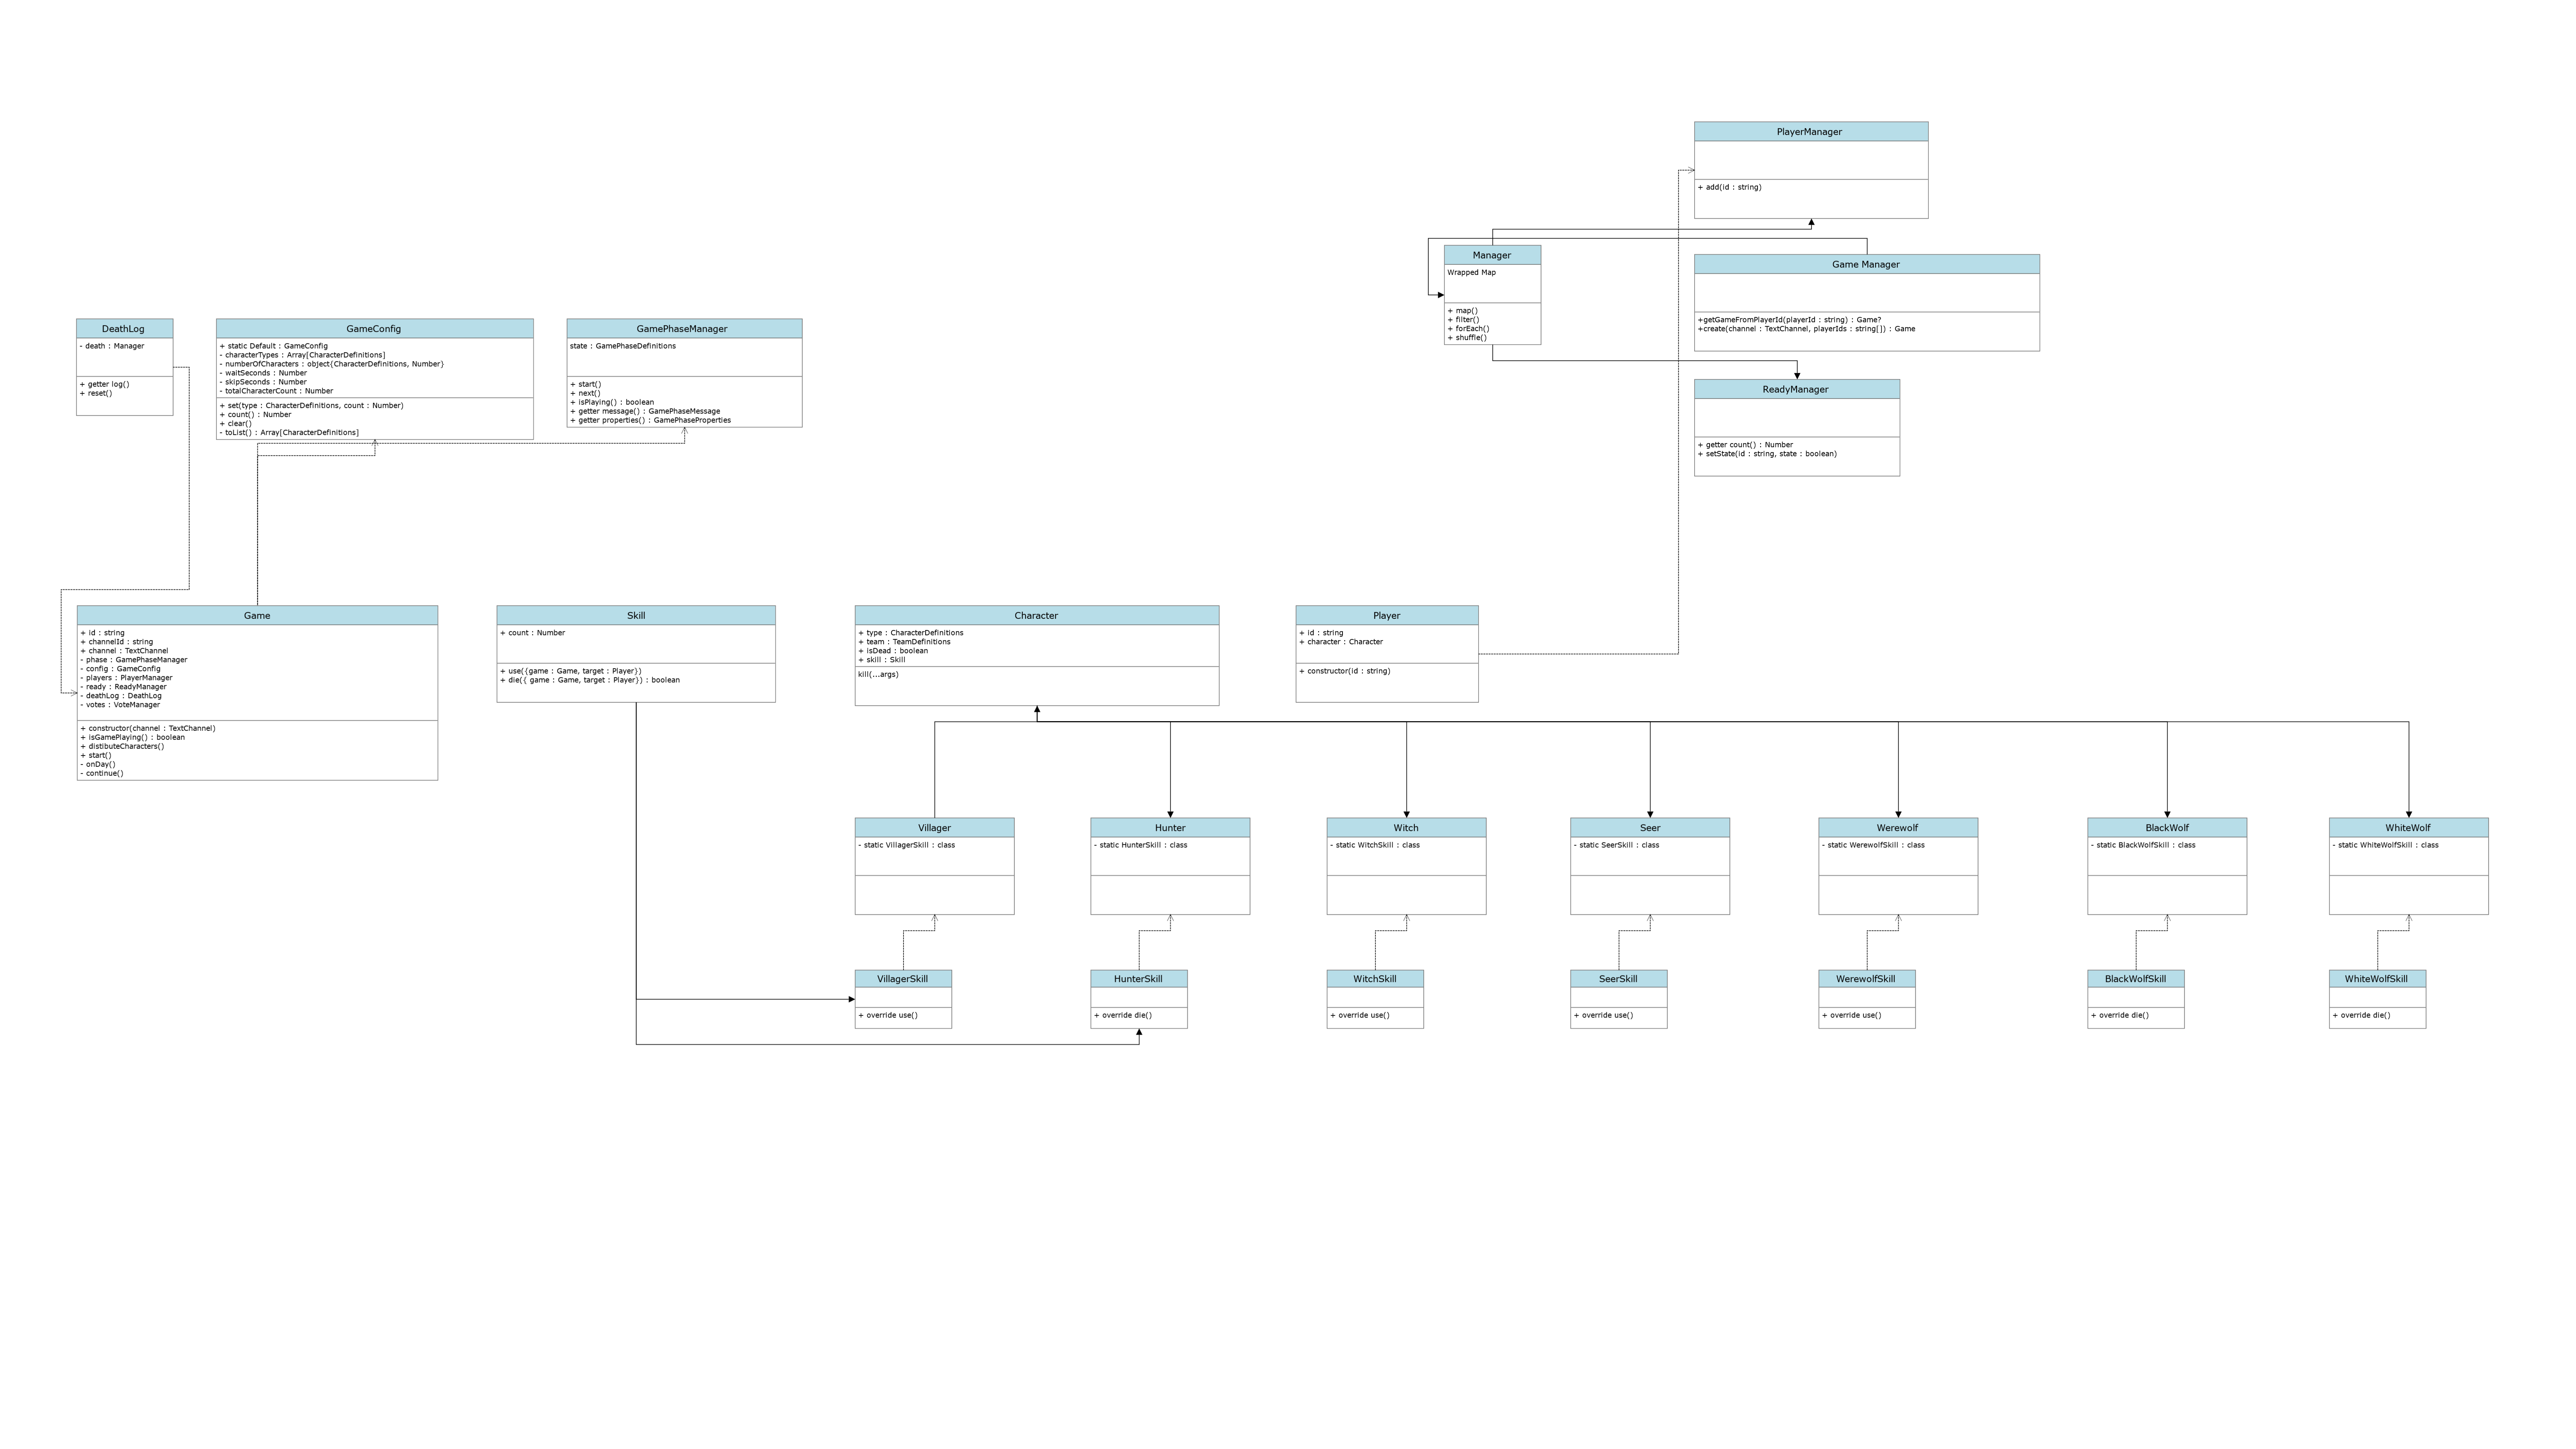 PlayerManager
+ add(id : string)
Manager
Wrapped Map
+ map()
+ filter()
+ forEach()
+ shuffle()
Game Manager
+getGameFromPlayerId(playerId : string) : Game?
+create(channel : TextChannel, playerIds : string[]) : Game
ReadyManager
+ getter count() : Number
+ setState(id : string, state : boolean)
DeathLog
- death : Manager
+ getter log()
+ reset()
GameConfig
+ static Default : GameConfig
- characterTypes : Array[CharacterDefinitions]
- numberOfCharacters : object{CharacterDefinitions, Number}
- waitSeconds : Number
- skipSeconds : Number
- totalCharacterCount : Number
+ set(type : CharacterDefinitions, count : Number)
+ count() : Number
+ clear()
- toList() : Array[CharacterDefinitions]
GamePhaseManager
state : GamePhaseDefinitions
+ start()
+ next()
+ isPlaying() : boolean
+ getter message() : GamePhaseMessage
+ getter properties() : GamePhaseProperties
Game
+ id : string
+ channelId : string
+ channel : TextChannel
- phase : GamePhaseManager
- config : GameConfig
- players : PlayerManager
- ready : ReadyManager
- deathLog : DeathLog
- votes : VoteManager
+ constructor(channel : TextChannel)
+ isGamePlaying() : boolean
+ distibuteCharacters()
+ start()
- onDay()
- continue()
Skill
+ count : Number
+ use({game : Game, target : Player})
+ die({ game : Game, target : Player}) : boolean
Character
+ type : CharacterDefinitions
+ team : TeamDefinitions
+ isDead : boolean
+ skill : Skill
kill(...args)
Player
+ id : string
+ character : Character
+ constructor(id : string)
Villager
- static VillagerSkill : class
Hunter
- static HunterSkill : class
Witch
- static WitchSkill : class
Seer
- static SeerSkill : class
Werewolf
- static WerewolfSkill : class
BlackWolf
- static BlackWolfSkill : class
WhiteWolf
- static WhiteWolfSkill : class
VillagerSkill
+ override use()
HunterSkill
+ override die()
WitchSkill
+ override use()
SeerSkill
+ override use()
WerewolfSkill
+ override use()
BlackWolfSkill
+ override die()
WhiteWolfSkill
+ override die()